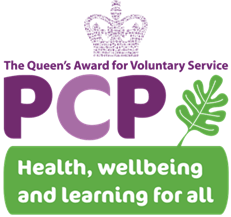 The Queen's Award for Voluntary Service
PCP
Health, wellbeing
and learning for all